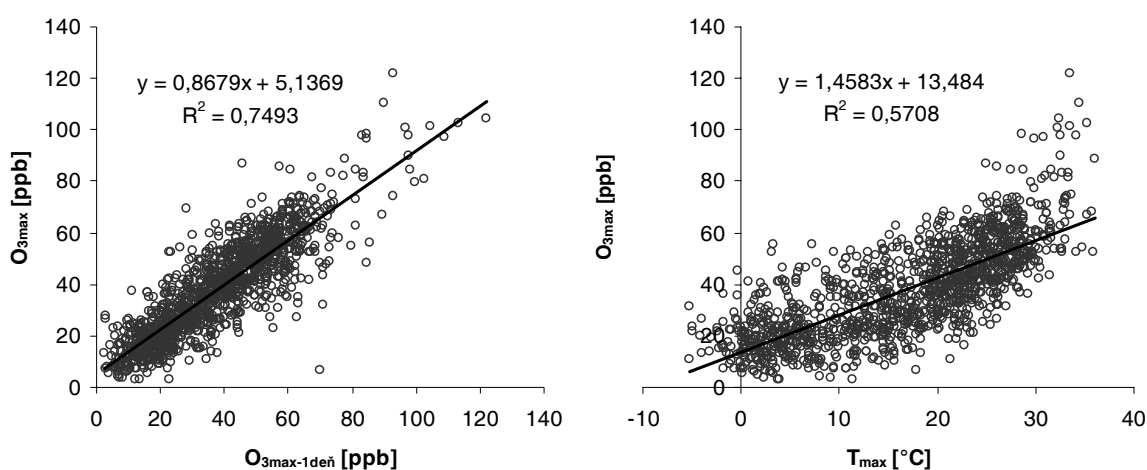 140
120
100
80
60
40
20
0
O3max [ppb]
y = 0,8679x + 5,1369
R2 = 0,7493
0 20 40 60 80 100 120 140
O3max-1deň [ppb]
140
120
100
80
60
40
20
0
O3max [ppb]
y = 1,4583x + 13,484
R2 = 0,5708
-10 0 10 20 30 40
Tmax [°C]